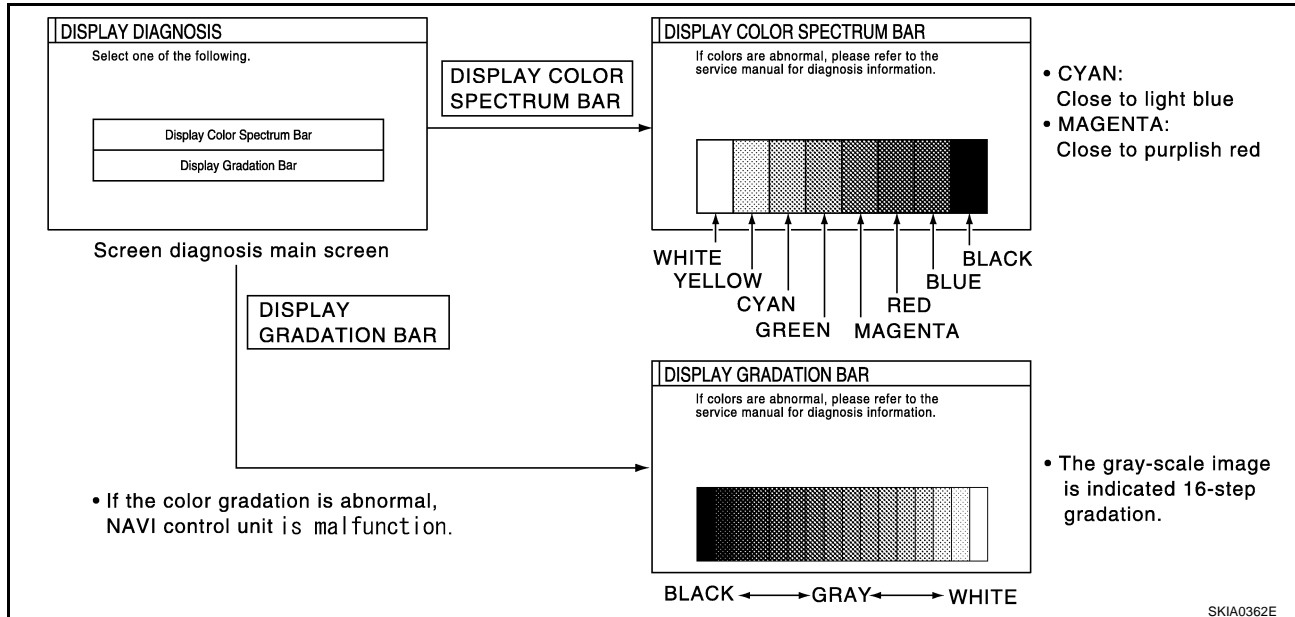 DISPLAY DIAGNOSIS
Select one of the following.
Display Color Spectrum Bar
Display Gradation Bar
Screen diagnosis main screen
DISPLAY COLOR
SPECTRUM BAR
DISPLAY COLOR SPECTRUM BAR
If colors are abnormal, please refer to the
service manual for diagnosis information.
WHITE
YELLOW
CYAN
GREEN
MAGENTA
RED
BLUE
BLACK
• CYAN:
Close to light blue
• MAGENTA:
Close to purplish red
DISPLAY
GRADATION BAR
• If the color gradation is abnormal,
NAVI control unit is malfunction.
DISPLAY GRADATION BAR
If colors are abnormal, please refer to the
service manual for diagnosis information.
BLACK GRAY WHITE
• The gray-scale image
is indicated 16-step
gradation.
SKIA0362E